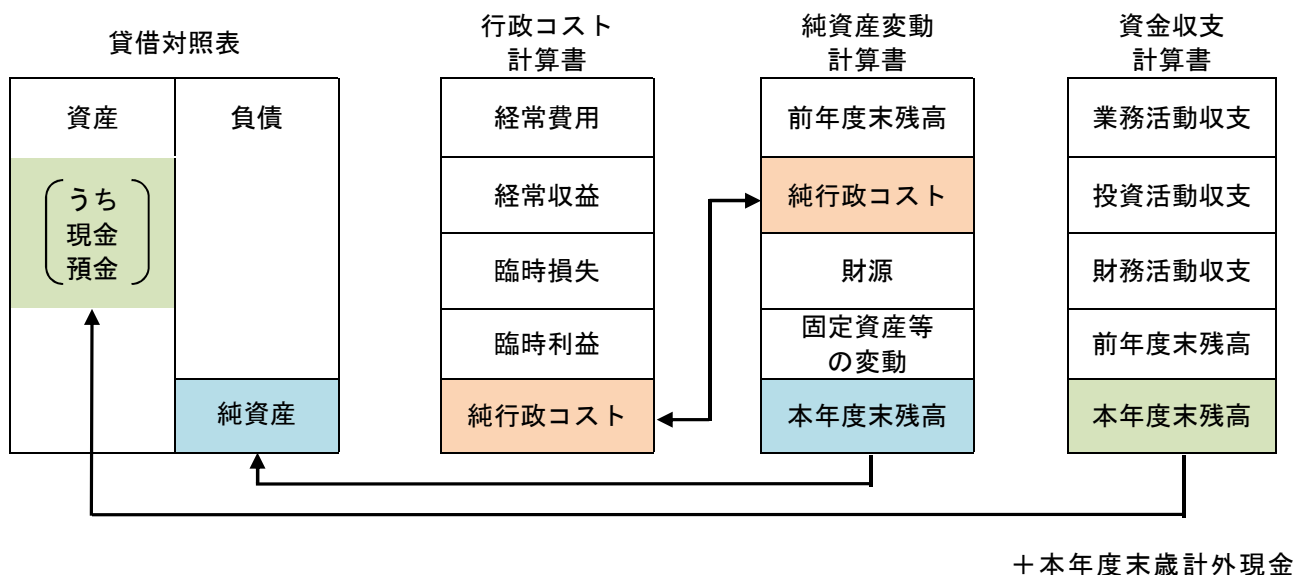 貸借対照表
資産
負債
うち
現金
預金
純資産
行政コスト
計算書
経常費用
経常収益
臨時損失
臨時利益
純行政コスト
純資産変動
計算書
前年度末残高
純行政コスト
財源
固定資産等
の変動
本年度末残高
資金収支
計算書
業務活動収支
投資活動収支
財務活動収支
前年度末残高
本年度末残高
＋本年度末歳計外現金